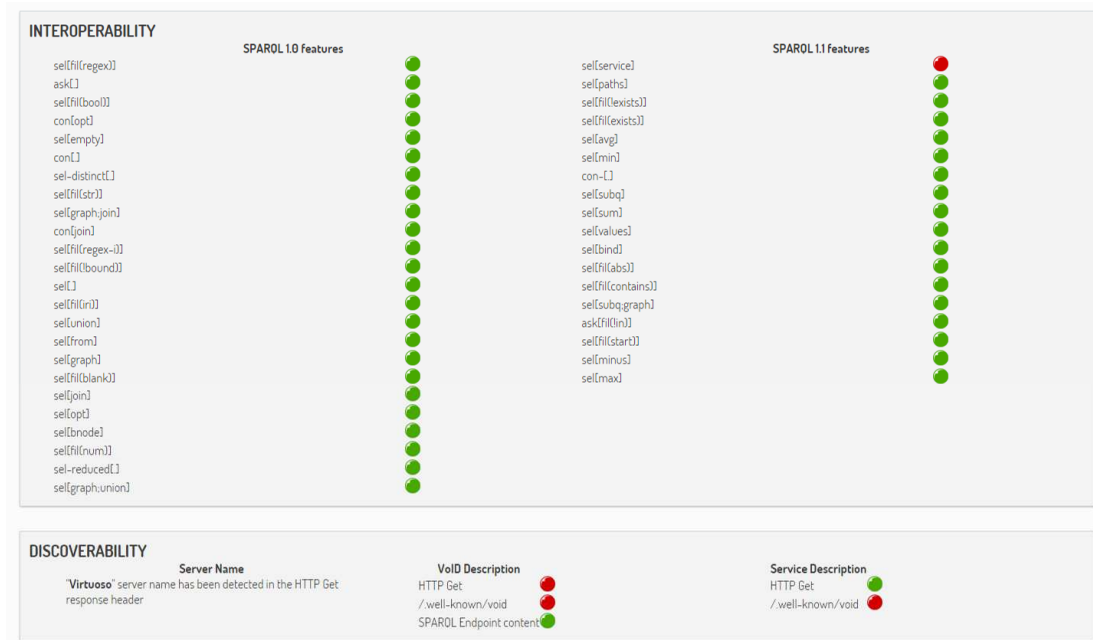 INTEROPERABILITY
SPARQL 1.0 features
sel[fil(regex)]
ask[.]
sel[fil(bool)]
con[opt]
sel[empty]
con[.]
sel-distinct[.]
sel[fil(str)]
sel[graph;join]
con[join]
sel[fil(regex-i)]
sel[fil(!bound)]
sel[.]
sel[fil(iri)]
sel[union]
sel[from]
sel[graph]
sel[fil(blank)]
sel[join]
sel[opt]
sel[bnode]
sel[fil(num)]
sel-reduced[.]
sel[graph;union]
SPARQL 1.1 features
sel[service]
sel[paths]
sel[fil(!exists)]
sel[fil(exists)]
sel[avg]
sel[min]
con-[.]
sel[subq]
sel[sum]
sel[values]
sel[bind]
sel[fil(abs)]
sel[fil(contains)]
sel[subq;graph]
ask[fil(!in)]
sel[fil(start)]
sel[minus]
sel[max]
DISCOVERABILITY
Server Name
"Virtuoso" server name has been detected in the HTTP Get
response header
VoID Description
HTTP Get
/.well-known/void
SPARQL Endpoint content
Service Description
HTTP Get
/.well-known/void